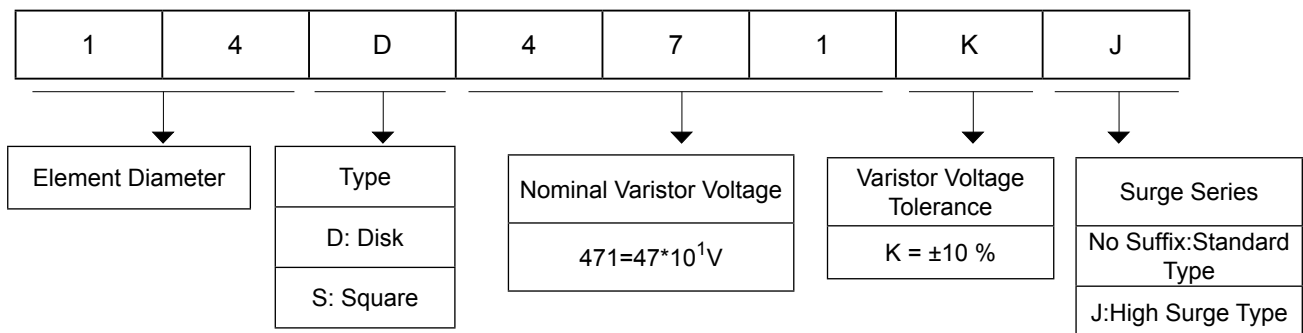 1 4 D 4 7 1 K J
Element Diameter
Type
D: Disk
S: Square
Nominal Varistor Voltage
471=47*10¹V
Varistor Voltage
Tolerance
K = ±10 %
Surge Series
No Suffix:Standard
Type
J:High Surge Type